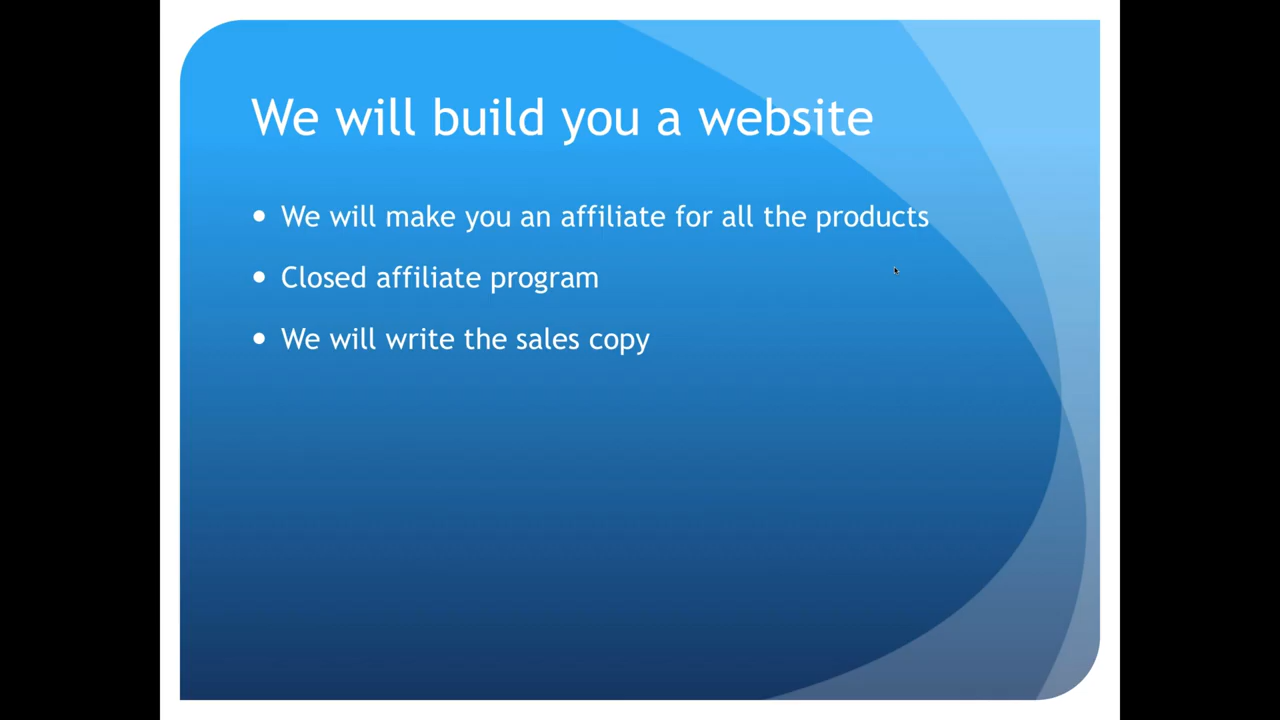 We will build you a website
• We will make you an affiliate for all the products
• Closed affiliate program
• We will write the sales copy